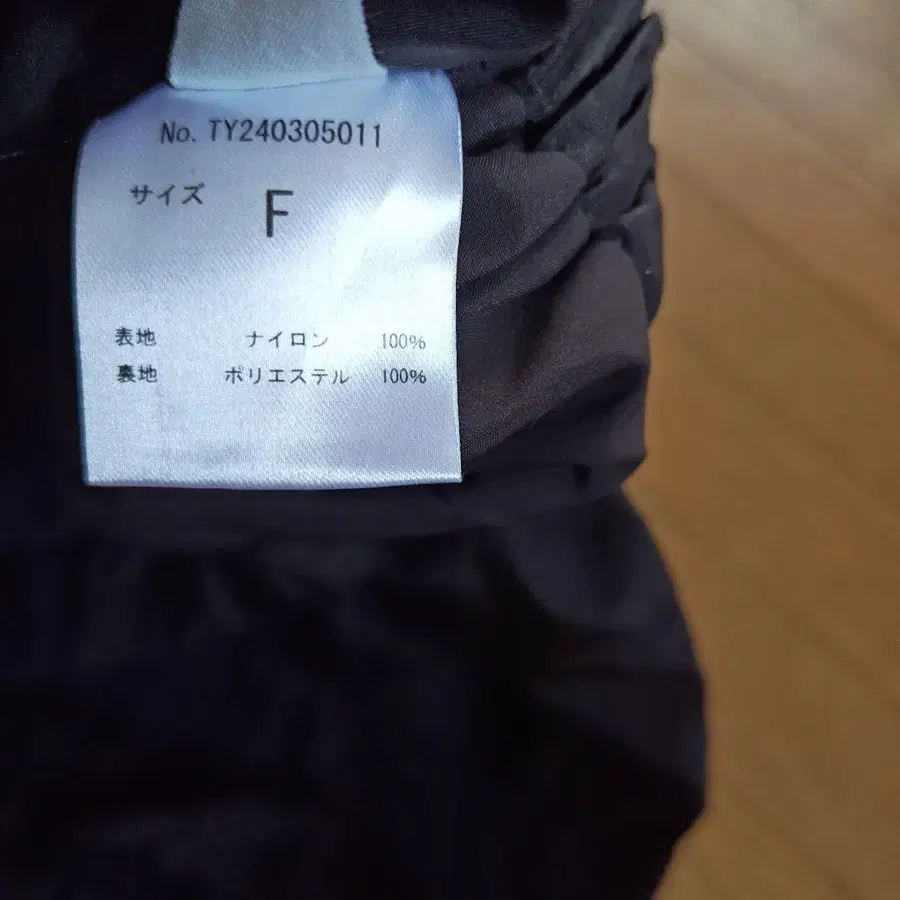 No. TY240305011
サイズ F
表地 ナイロン 100%
裏地 ポリエステル 100%